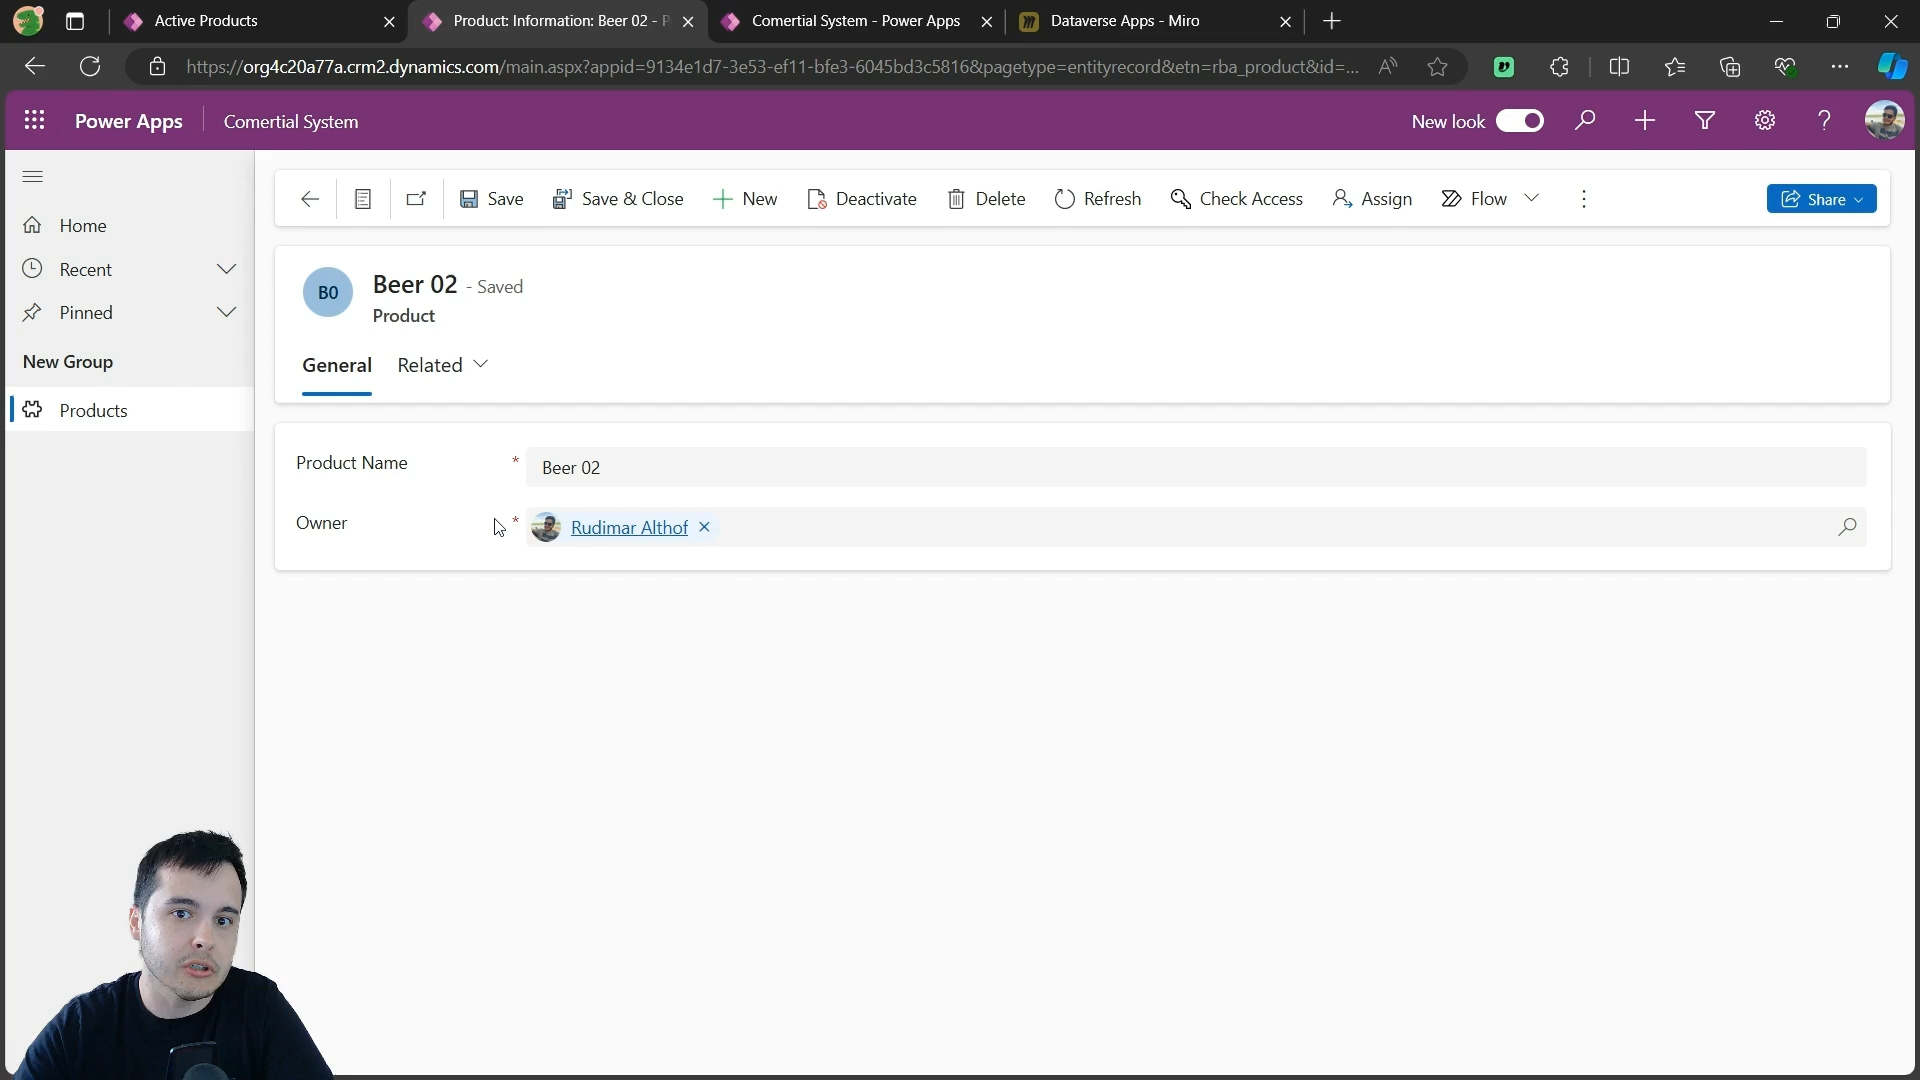 Active Products
Product: Information: Beer 02 - P
Comertial System - Power Apps
Dataverse Apps - Miro
https://org4c20a77a.crm2.dynamics.com/main.aspx?appid=9134e1d7-3e53-ef11-bfe3-6045bd3c5816&pagetype=entityrecord&etn=rba_product&id=...
Power Apps
Comertial System
New look
Save
Save & Close
New
Deactivate
Delete
Refresh
Check Access
Assign
Flow
Share
Home
Recent
Pinned
New Group
Products
B0
Beer 02 - Saved
Product
General
Related
Product Name *
Beer 02
Owner *
Rudimar Althof